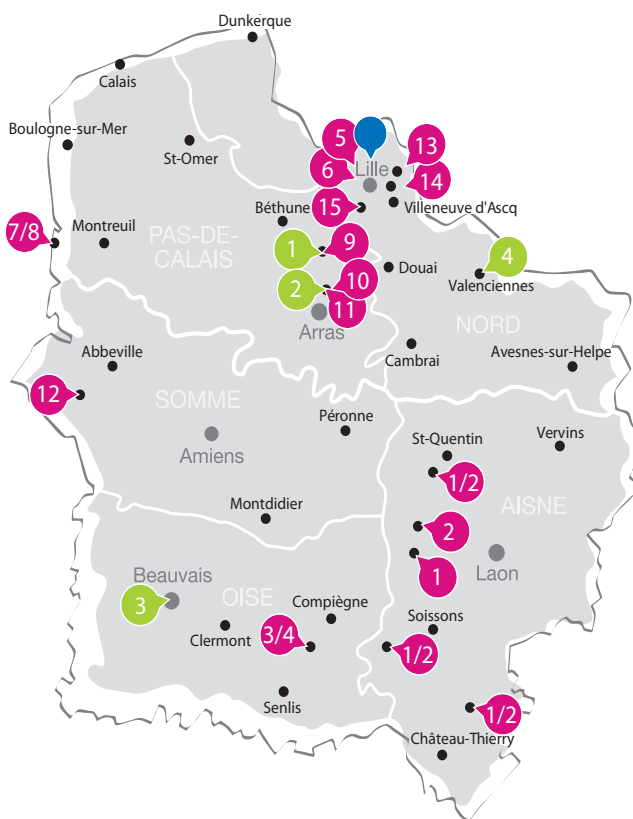 Dunkerque
Calais
Boulogne-sur-Mer
St-Omer
5
13
Lille
6
14
Béthune
15
Villeneuve d'Ascq
7/8
Montreuil
PAS-DE-
CALAIS
1
9
4
Douai
2
10
Valenciennes
11
Arras
NORD
Cambrai
Abbeville
Avesnes-sur-Helpe
12
SOMME
Péronne
Amiens
St-Quentin
Vervins
1/2
AISNE
Montdidier
2
1
Laon
Beauvais
3
OISE
Compiègne
Clermont
3/4
Soissons
1/2
Senlis
1/2
Château-Thierry